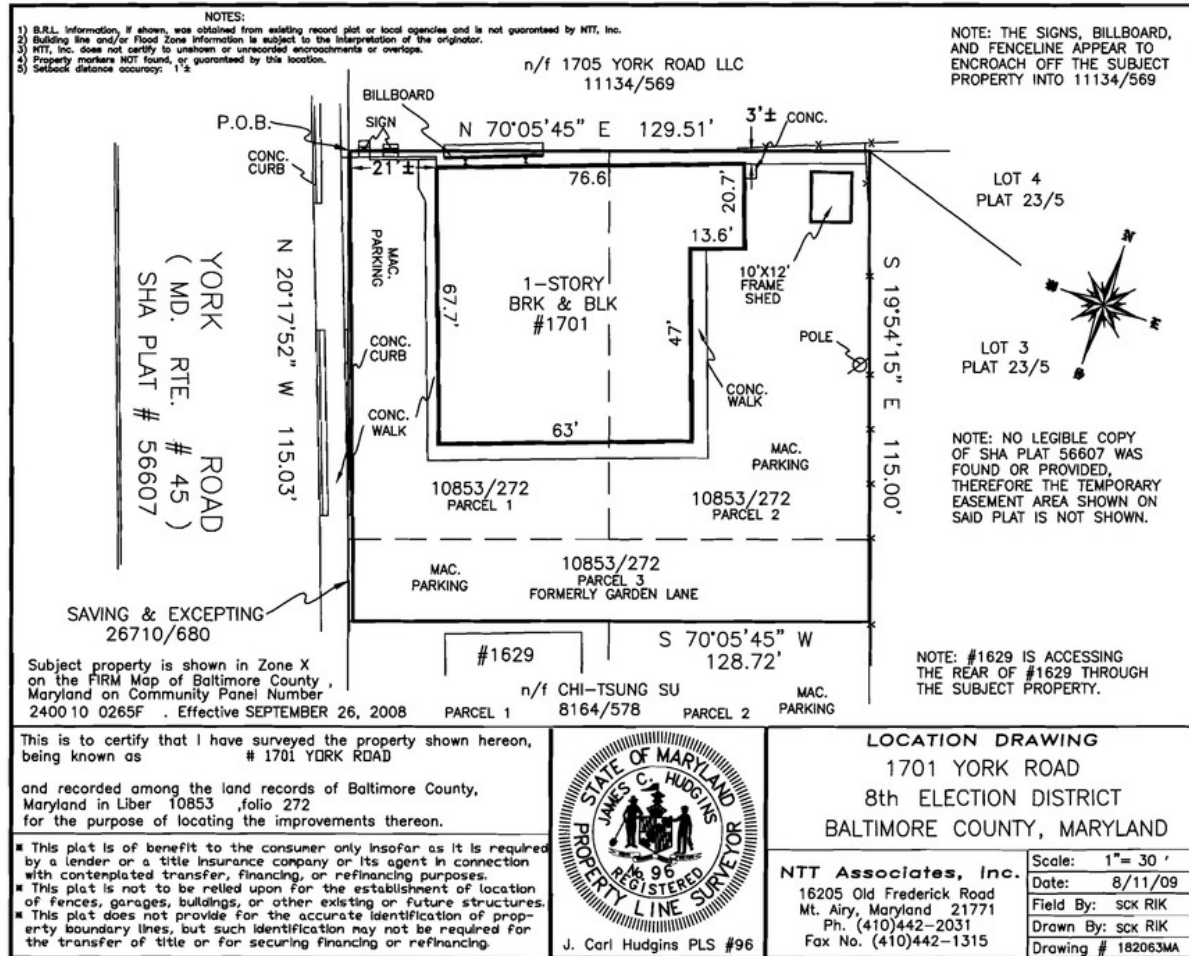 NOTES:
1) B.R.L. information, if shown, was obtained from existing record plat or local agencies and is not guaranteed by NTT, Inc.
2) Building line and/or Flood Zone information is subject to the interpretation of the originator.
3) NTT, Inc. does not certify to unshown or unrecorded encroachments or overlaps.
4) Property markers NOT found, or guaranteed by this location.
5) Setback distance accuracy: 1'±
NOTE: THE SIGNS, BILLBOARD,
AND FENCELINE APPEAR TO
ENCROACH OFF THE SUBJECT
PROPERTY INTO 11134/569
n/f 1705 YORK ROAD LLC
11134/569
BILLBOARD
P.O.B.
SIGN
N 70°05'45" E 129.51'
3'±
CONC.
CONC.
CURB
21'±
76.6
20.7'
13.6'
LOT 4
PLAT 23/5
MAC.
PARKING
10'X12'
FRAME
SHED
1-STORY
BRK & BLK
#1701
67.7'
47'
63'
YORK ROAD
( MD. RTE. # 45 )
SHA PLAT # 56607
N 20°17'52" W 115.03'
S 19°54'15" E 115.00'
N
POLE
LOT 3
PLAT 23/5
CONC.
CURB
CONC.
WALK
CONC.
WALK
MAC.
PARKING
NOTE: NO LEGIBLE COPY
OF SHA PLAT 56607 WAS
FOUND OR PROVIDED,
THEREFORE THE TEMPORARY
EASEMENT AREA SHOWN ON
SAID PLAT IS NOT SHOWN.
10853/272
PARCEL 1
10853/272
PARCEL 2
MAC.
PARKING
10853/272
PARCEL 3
FORMERLY GARDEN LANE
SAVING & EXCEPTING
26710/680
#1629
S 70°05'45" W
128.72'
NOTE: #1629 IS ACCESSING
THE REAR OF #1629 THROUGH
THE SUBJECT PROPERTY.
Subject property is shown in Zone X
on the FIRM Map of Baltimore County ,
Maryland on Community Panel Number
240010 0265F . Effective SEPTEMBER 26, 2008
n/f CHI-TSUNG SU
8164/578
PARCEL 1
PARCEL 2
MAC.
PARKING
This is to certify that I have surveyed the property shown hereon,
being known as # 1701 YORK ROAD
and recorded among the land records of Baltimore County,
Maryland in Liber 10853 ,folio 272
for the purpose of locating the improvements thereon.
This plat is of benefit to the consumer only insofar as it is required
by a lender or a title insurance company or its agent in connection
with contemplated transfer, financing, or refinancing purposes.
This plat is not to be relied upon for the establishment of location
of fences, garages, buildings, or other existing or future structures.
This plat does not provide for the accurate identification of prop-
erty boundary lines, but such identification may not be required for
the transfer of title or for securing financing or refinancing.
STATE OF MARYLAND
JAMES C. HUDGINS
No. 96
REGISTERED
PROPERTY LINE SURVEYOR
J. Carl Hudgins PLS #96
LOCATION DRAWING
1701 YORK ROAD
8th ELECTION DISTRICT
BALTIMORE COUNTY, MARYLAND
NTT Associates, Inc.
16205 Old Frederick Road
Mt. Airy, Maryland 21771
Ph. (410)442-2031
Fax No. (410)442-1315
Scale: 1"= 30 '
Date: 8/11/09
Field By: SCK RIK
Drawn By: SCK RIK
Drawing # 182063MA